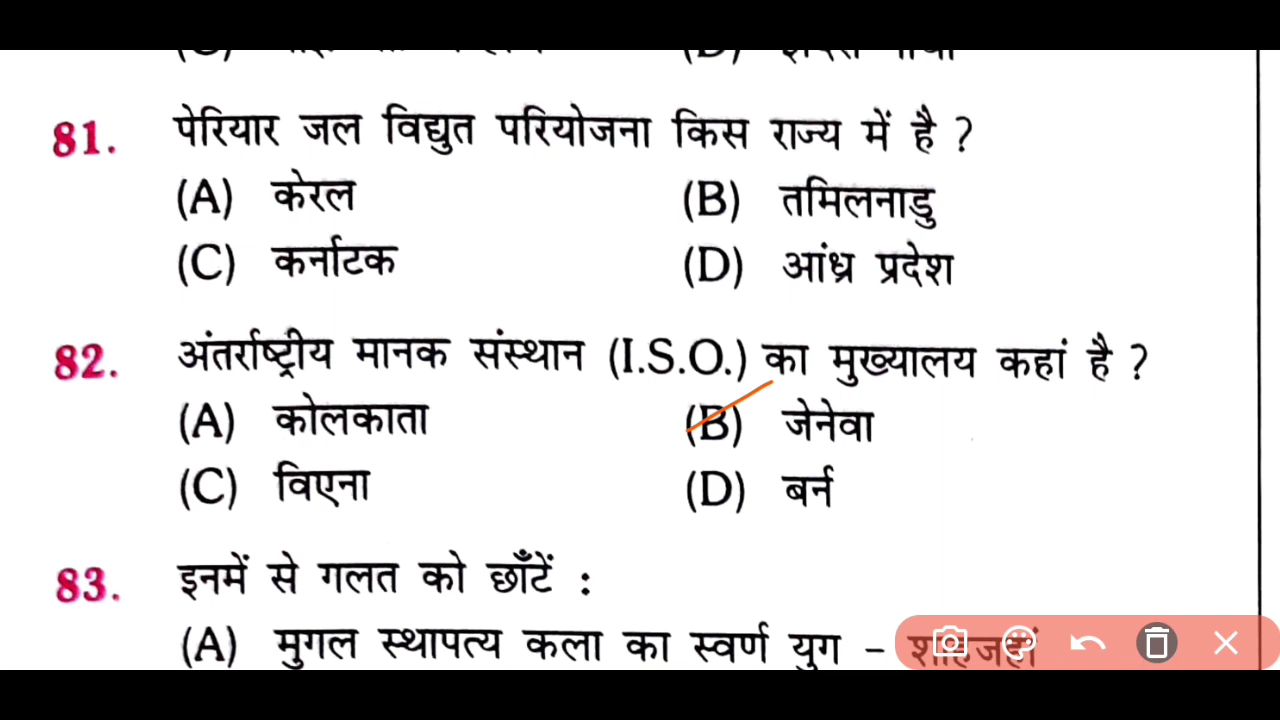 81. पेरियार जल विद्युत परियोजना किस राज्य में है ?
(A) केरल (B) तमिलनाडु
(C) कर्नाटक (D) आंध्र प्रदेश
82. अंतर्राष्ट्रीय मानक संस्थान (I.S.O.) का मुख्यालय कहां है ?
(A) कोलकाता (B) जेनेवा
(C) विएना (D) बर्न
83. इनमें से गलत को छाँटें :
(A) मुगल स्थापत्य कला का स्वर्ण युग – शाहजहां